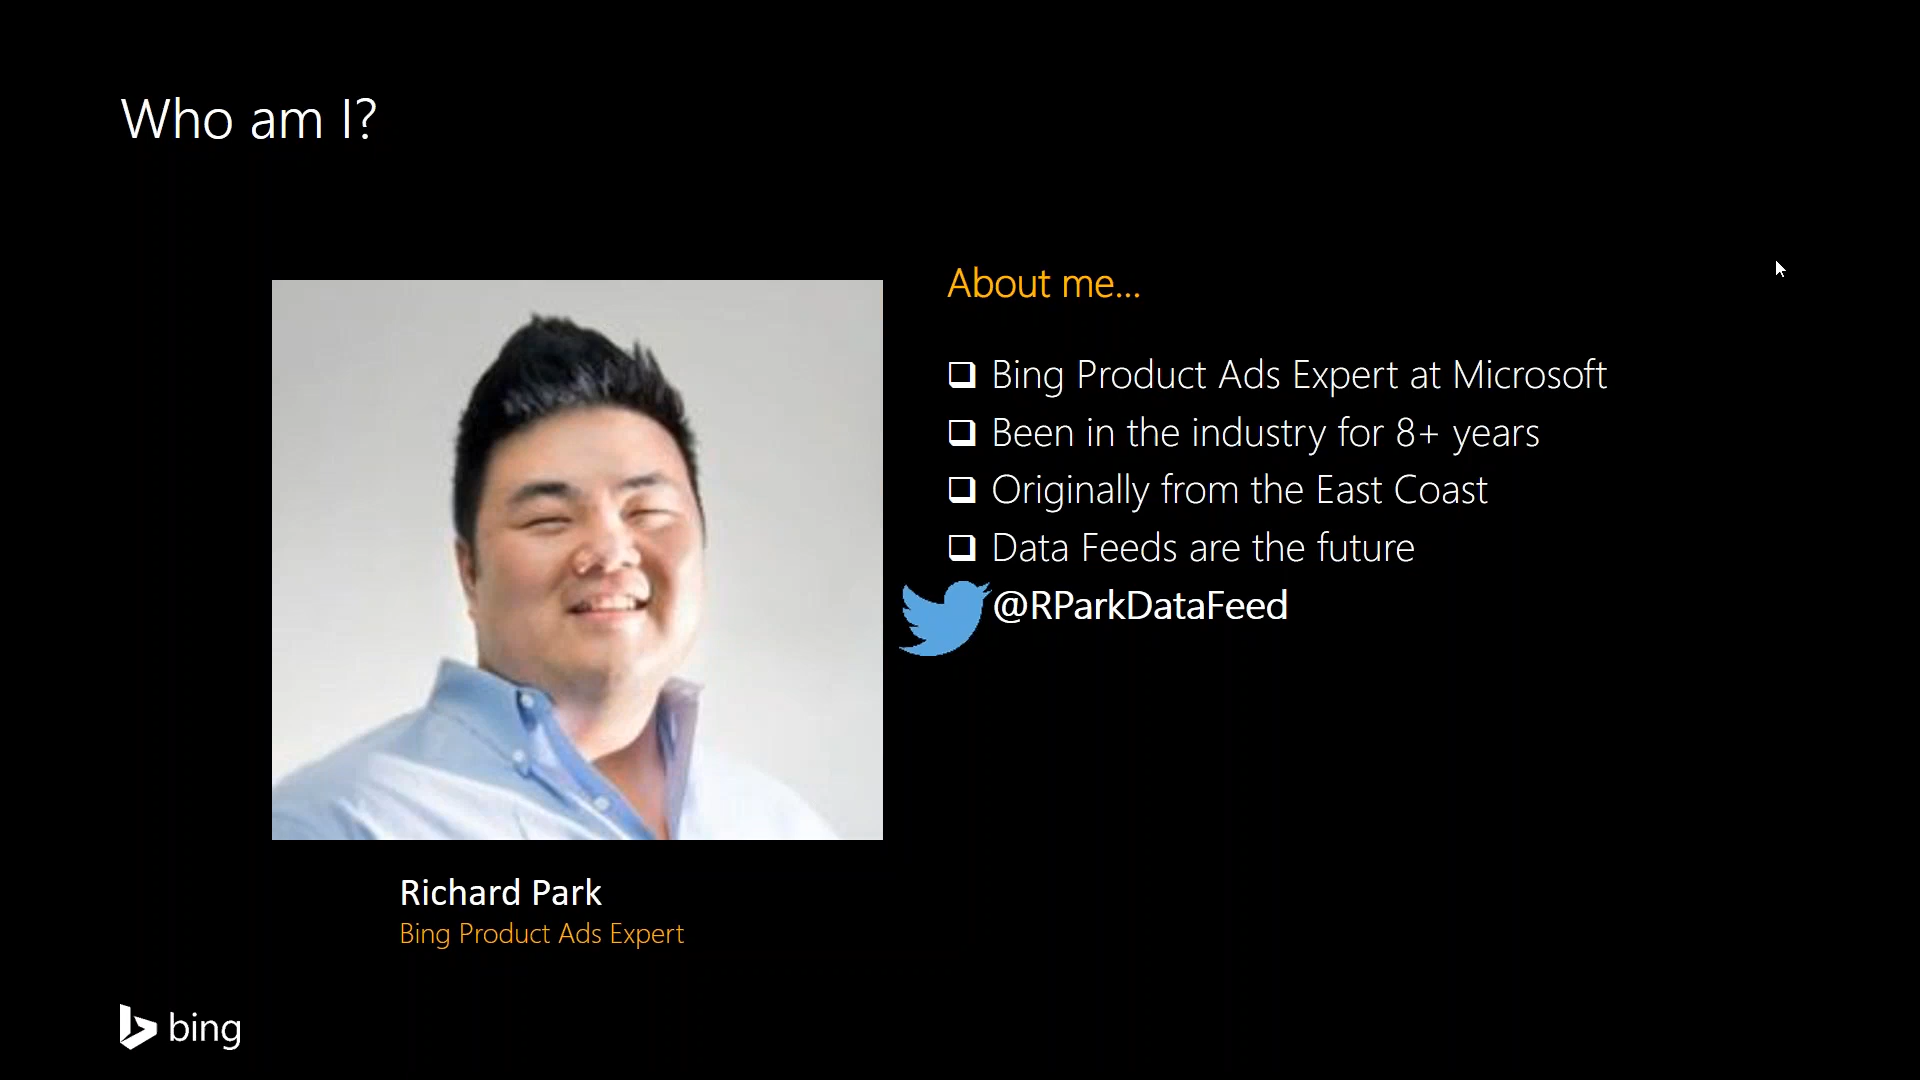 Who am I?
About me...
Bing Product Ads Expert at Microsoft
Been in the industry for 8+ years
Originally from the East Coast
Data Feeds are the future
@RParkDataFeed
Richard Park
Bing Product Ads Expert
bing